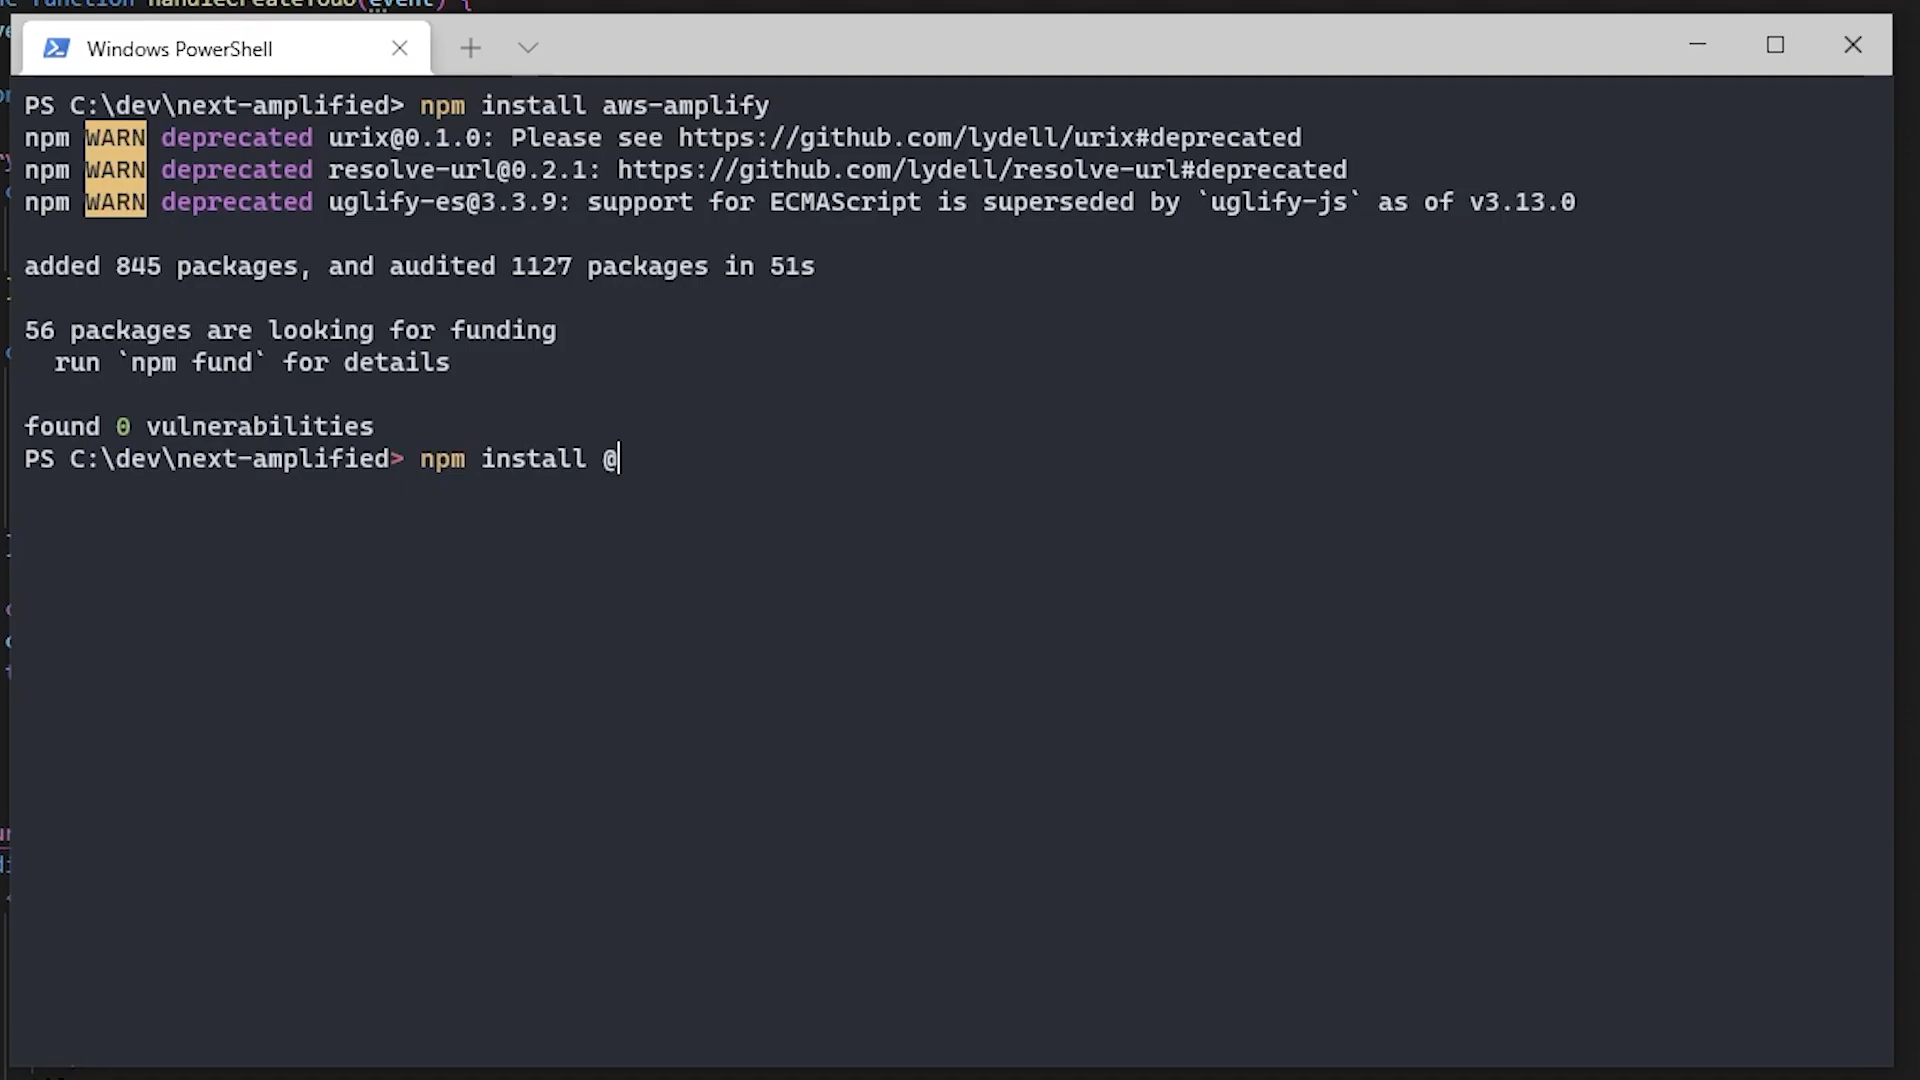 function handleCreateTodo(event) {
Windows PowerShell
PS C:\dev\next-amplified> npm install aws-amplify
npm WARN deprecated urix@0.1.0: Please see https://github.com/lydell/urix#deprecated
npm WARN deprecated resolve-url@0.2.1: https://github.com/lydell/resolve-url#deprecated
npm WARN deprecated uglify-es@3.3.9: support for ECMAScript is superseded by `uglify-js` as of v3.13.0
added 845 packages, and audited 1127 packages in 51s
56 packages are looking for funding
run `npm fund` for details
found 0 vulnerabilities
PS C:\dev\next-amplified> npm install @